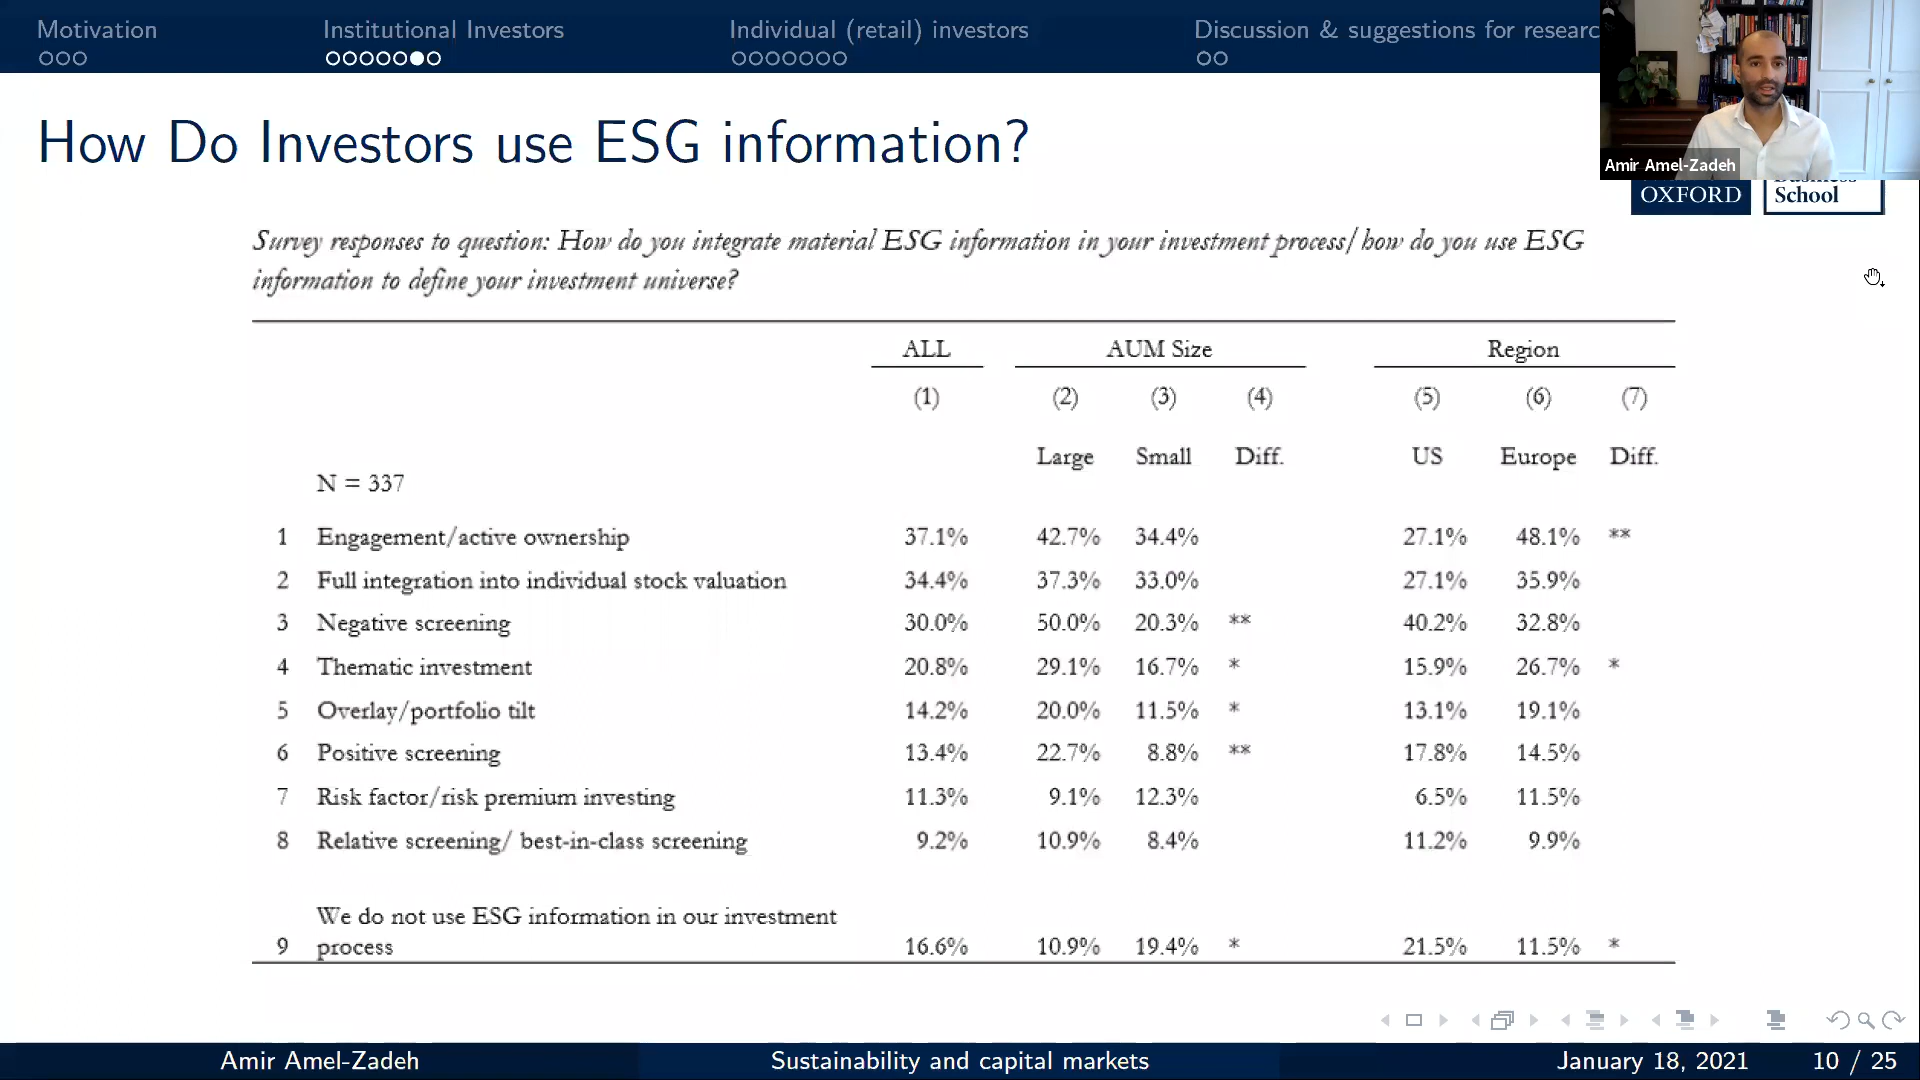 Motivation Institutional Investors Individual (retail) investors Discussion & suggestions for researc
How Do Investors use ESG information?
Amir Amel-Zadeh
OXFORD School
Survey responses to question: How do you integrate material ESG information in your investment process/how do you use ESG
information to define your investment universe?
ALL AUM Size Region
(1) (2) (3) (4) (5) (6) (7)
Large Small Diff. US Europe Diff.
N = 337
1 Engagement/active ownership 37.1% 42.7% 34.4% 27.1% 48.1% **
2 Full integration into individual stock valuation 34.4% 37.3% 33.0% 27.1% 35.9%
3 Negative screening 30.0% 50.0% 20.3% ** 40.2% 32.8%
4 Thematic investment 20.8% 29.1% 16.7% * 15.9% 26.7% *
5 Overlay/portfolio tilt 14.2% 20.0% 11.5% * 13.1% 19.1%
6 Positive screening 13.4% 22.7% 8.8% ** 17.8% 14.5%
7 Risk factor/risk premium investing 11.3% 9.1% 12.3% 6.5% 11.5%
8 Relative screening/ best-in-class screening 9.2% 10.9% 8.4% 11.2% 9.9%
We do not use ESG information in our investment
9 process 16.6% 10.9% 19.4% * 21.5% 11.5% *
Amir Amel-Zadeh Sustainability and capital markets January 18, 2021 10 / 25